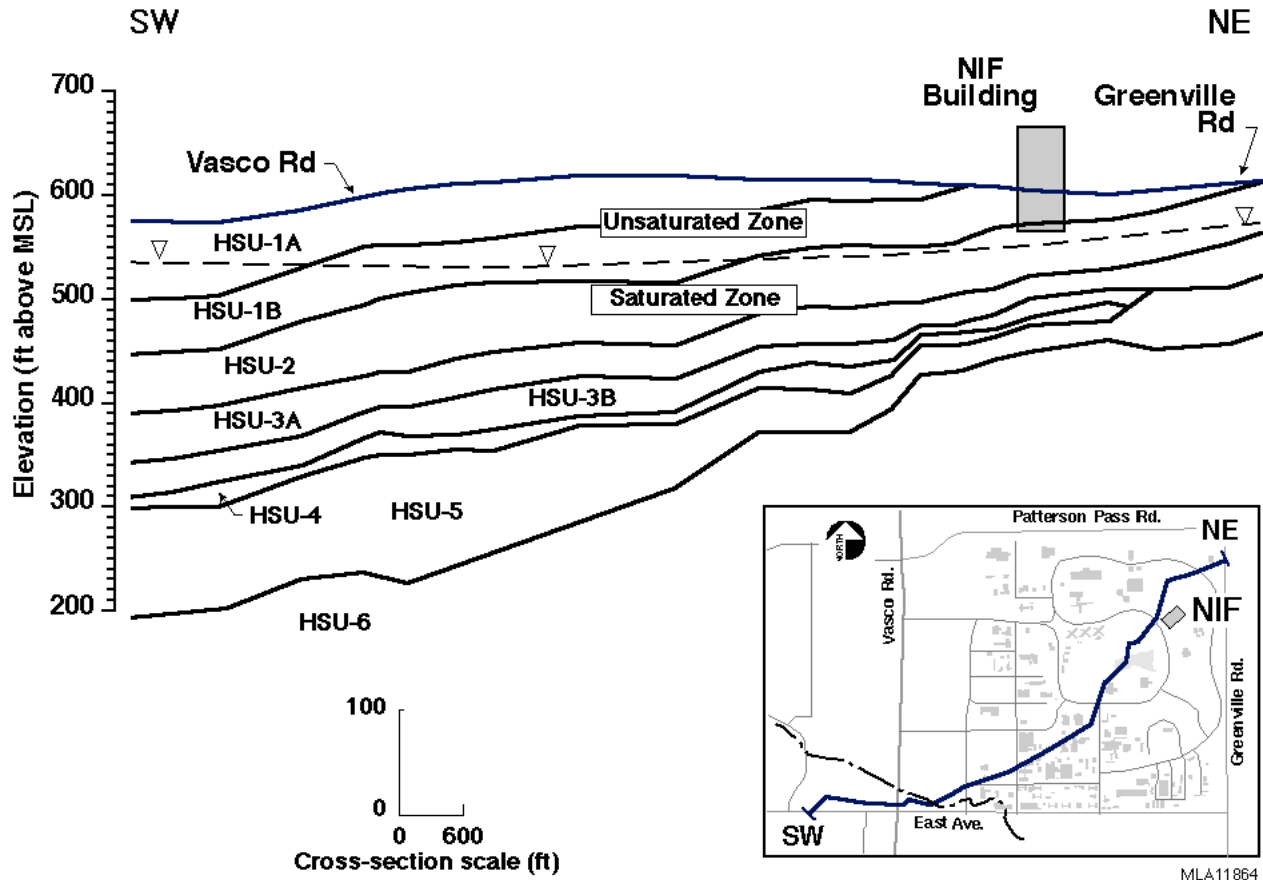 SW
NE
700
600
500
400
300
200
Elevation (ft above MSL)
Vasco Rd
NIF
Building
Greenville
Rd
Unsaturated Zone
Saturated Zone
HSU-1A
HSU-1B
HSU-2
HSU-3A
HSU-3B
HSU-4
HSU-5
HSU-6
100
0
0 600
Cross-section scale (ft)
Patterson Pass Rd.
NE
NORTH
Vasco Rd.
NIF
Greenville Rd.
East Ave.
SW
MLA11864